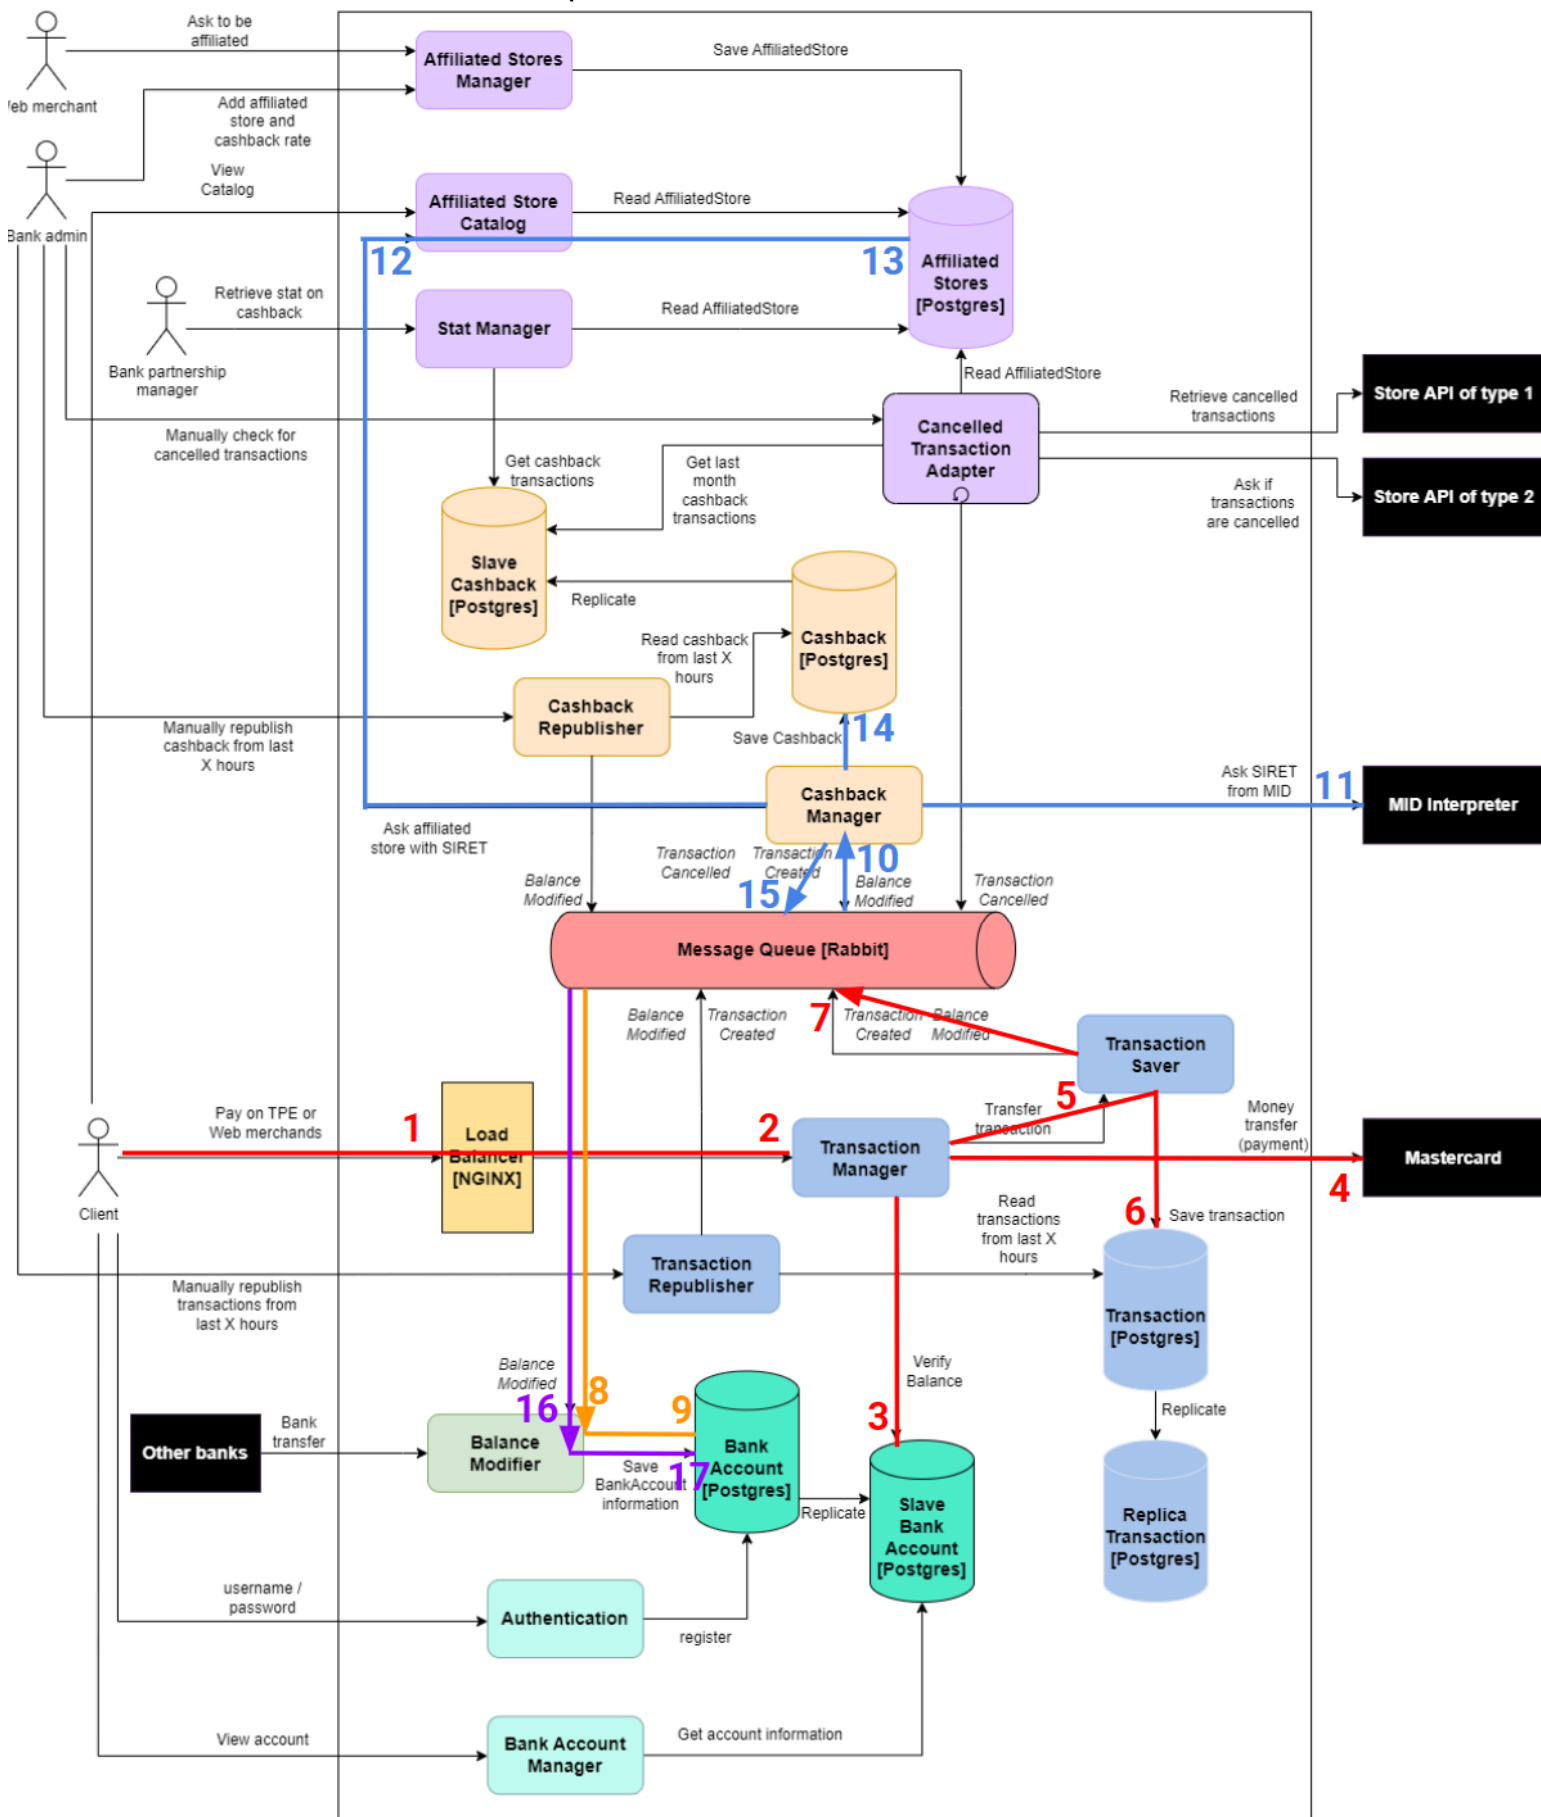 Ask to be
affiliated
Affiliated Stores
Manager
Save AffiliatedStore
eb merchant
Add affiliated
store and
cashback rate
View
Catalog
Affiliated Store
Catalog
Read AffiliatedStore
Bank admin
12
13
Affiliated
Stores
[Postgres]
Retrieve stat on
cashback
Stat Manager
Read AffiliatedStore
Bank partnership
manager
Read AffiliatedStore
Retrieve cancelled
transactions
Store API of type 1
Manually check for
cancelled transactions
Cancelled
Transaction
Adapter
Get cashback
transactions
Get last
month
cashback
transactions
Ask if
transactions
are cancelled
Store API of type 2
Slave
Cashback
[Postgres]
Replicate
Cashback
[Postgres]
Read cashback
from last X
hours
Cashback
Republisher
Manually republish
cashback from last
X hours
Save Cashback
14
Cashback
Manager
Ask SIRET
from MID
11
MID Interpreter
Ask affiliated
store with SIRET
Transaction
Cancelled
Transaction
Created
10
15
Balance
Modified
Balance
Modified
Transaction
Cancelled
Message Queue [Rabbit]
Balance
Modified
Transaction
Created
7
Transaction
Created
Balance
Modified
Transaction
Saver
5
Pay on TPE or
Web merchands
1
Load
Balancer
[NGINX]
2
Transaction
Manager
Transfer
transaction
Money
transfer
(payment)
Mastercard
4
Client
Read
transactions
from last X
hours
6
Save transaction
Transaction
Republisher
Manually republish
transactions from
last X hours
Transaction
[Postgres]
Balance
Modified
16
8
9
Verify
Balance
3
Replicate
Other banks
Bank
transfer
Balance
Modifier
Save
BankAccount
information
17
Bank
Account
[Postgres]
Replicate
Slave
Bank
Account
[Postgres]
Replica
Transaction
[Postgres]
username /
password
Authentication
register
View account
Bank Account
Manager
Get account information